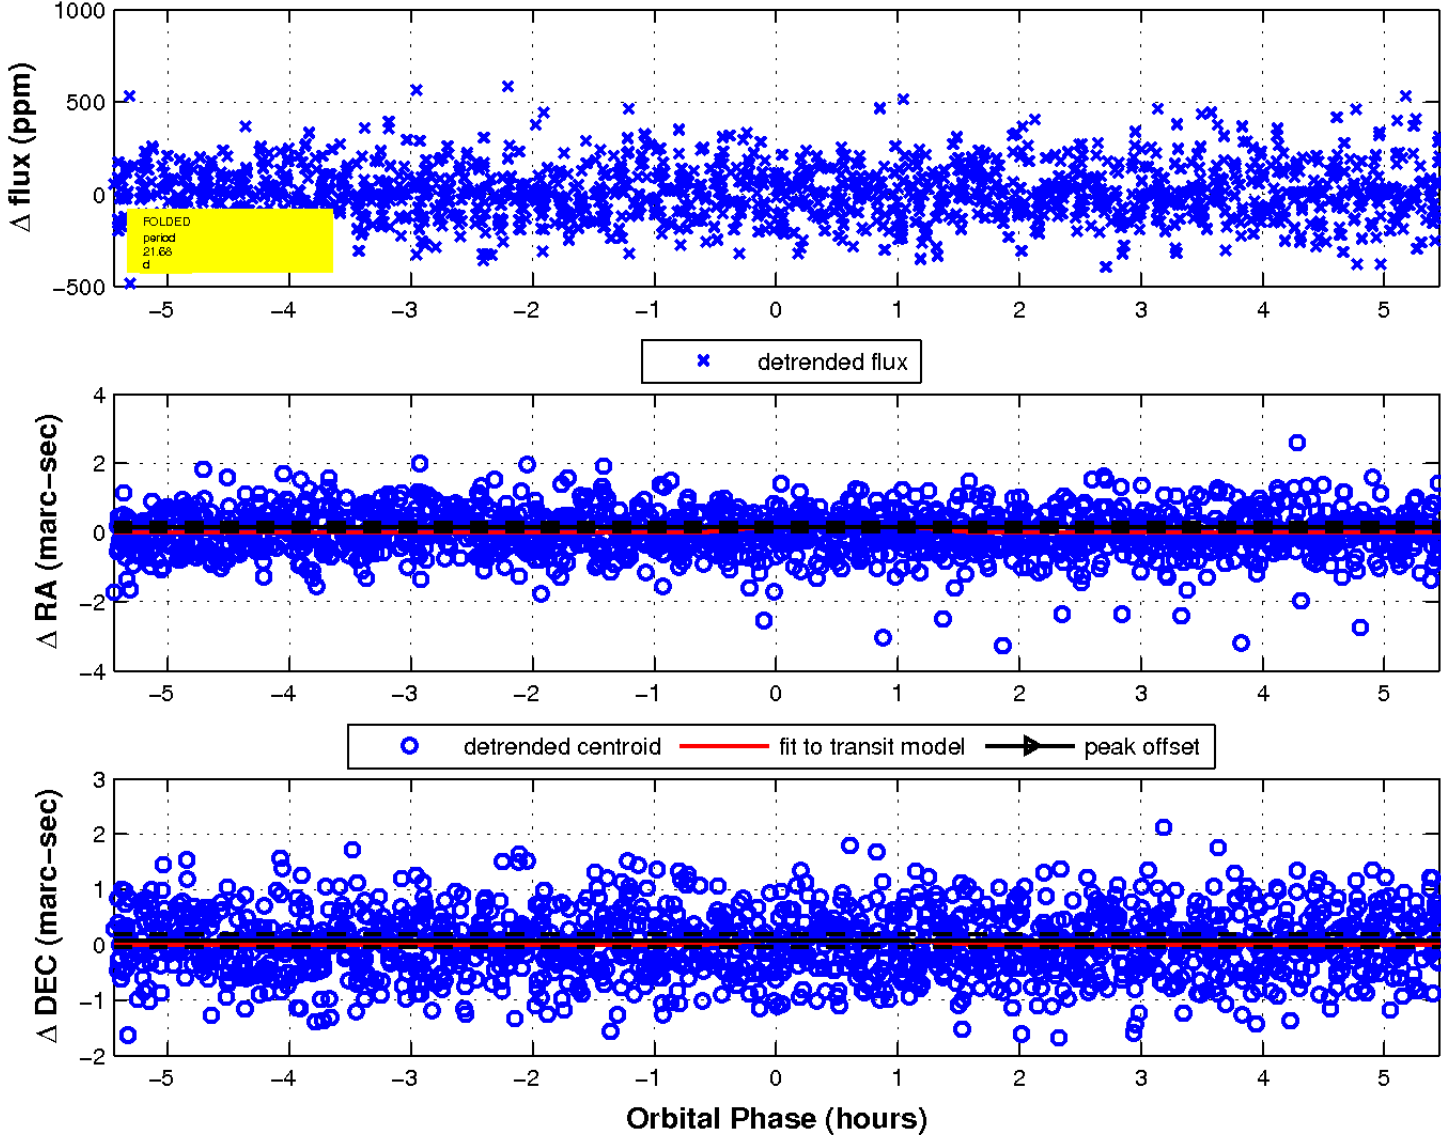 1000
500
0
−500
Δ flux (ppm)
FOLDED
period
21.68
d
−5 −4 −3 −2 −1 0 1 2 3 4 5
detrended flux
4
2
0
−2
−4
Δ RA (marc−sec)
−5 −4 −3 −2 −1 0 1 2 3 4 5
detrended centroid fit to transit model peak offset
3
2
1
0
−1
−2
Δ DEC (marc−sec)
−5 −4 −3 −2 −1 0 1 2 3 4 5
Orbital Phase (hours)